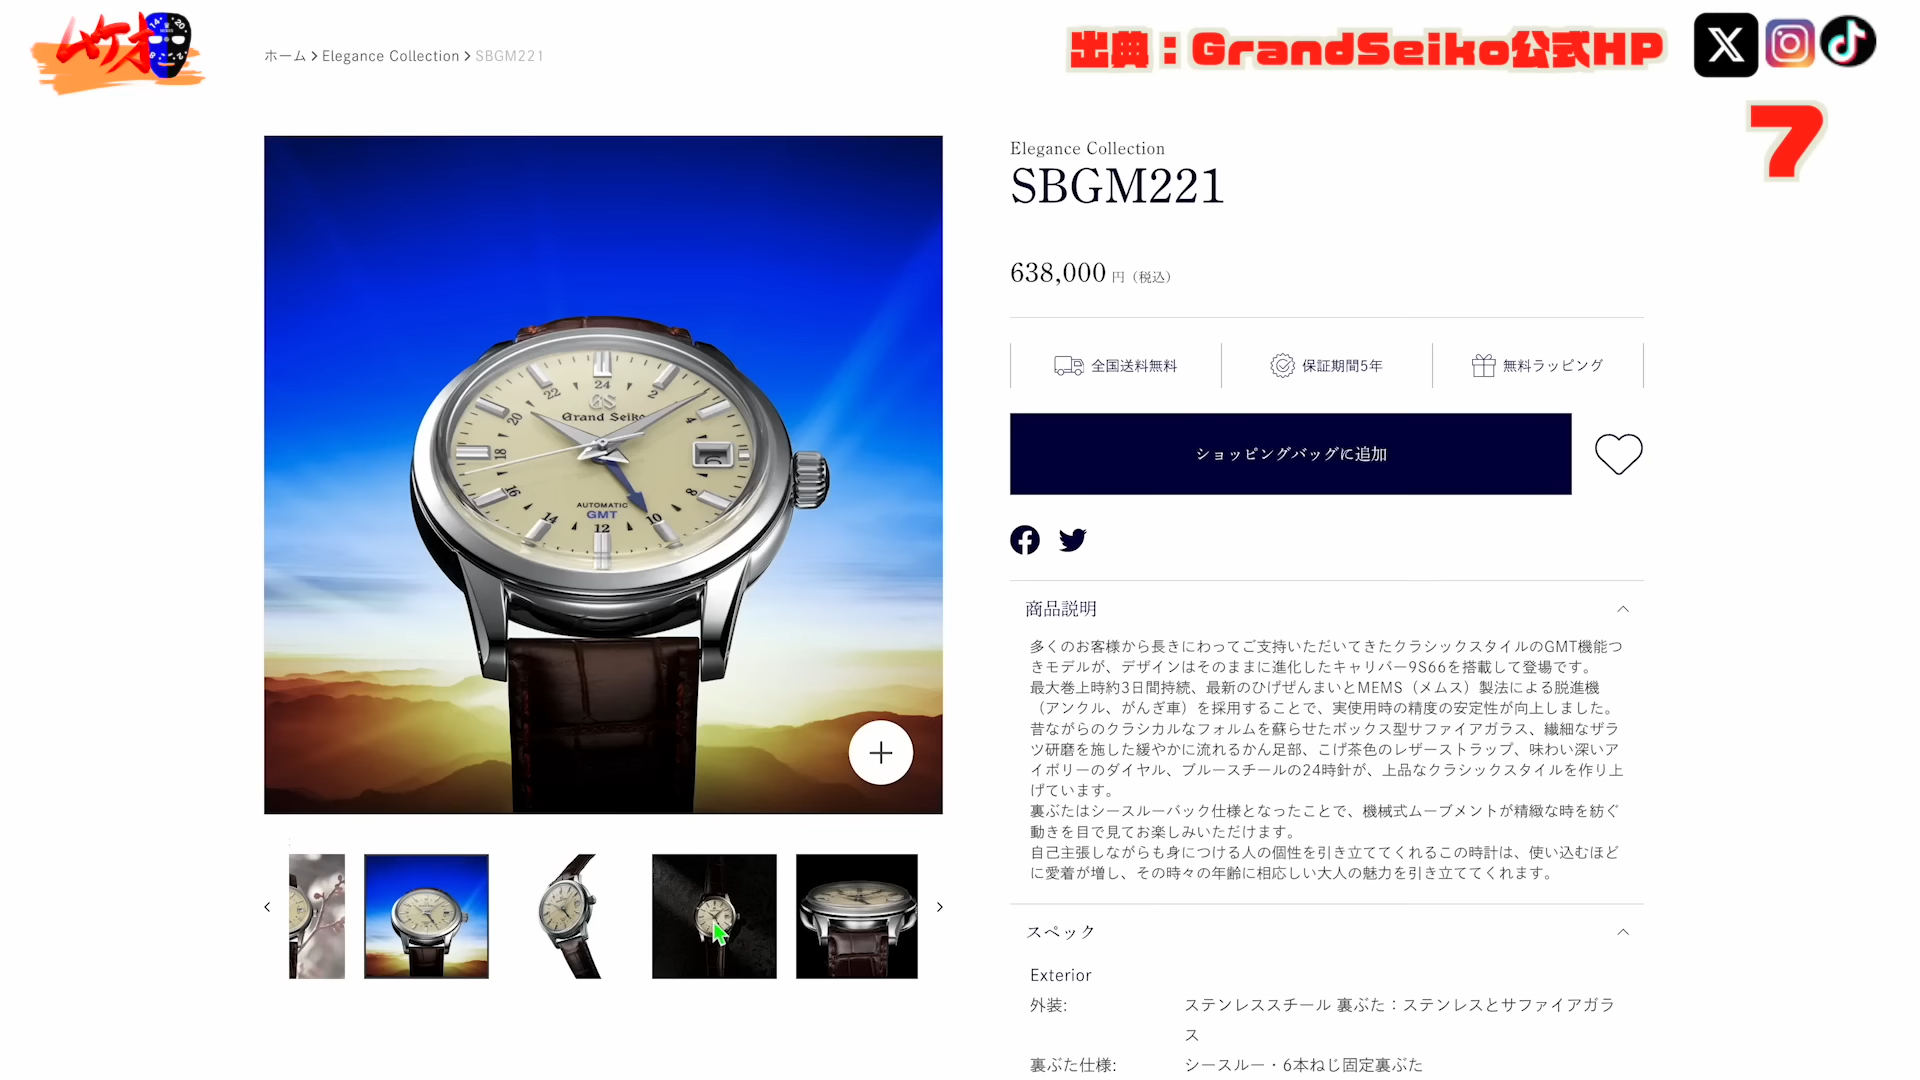 竹才
ホーム > Elegance Collection > SBGM221
出典：GrandSeiko公式HP
7
Elegance Collection
SBGM221
638,000 円（税込）
全国送料無料
保証期間5年
無料ラッピング
ショッピングバッグに追加
GS
Grand Seiko
AUTOMATIC
GMT
24
2
4
8
10
12
14
16
18
20
22
商品説明
多くのお客様から長きにわってご支持いただいてきたクラシックスタイルのGMT機能つ
きモデルが、デザインはそのままに進化したキャリバー9S66を搭載して登場です。
最大巻上時約3日間持続、最新のひげぜんまいとMEMS（メムス）製法による脱進機
（アンクル、がんぎ車）を採用することで、実使用時の精度の安定性が向上しました。
昔ながらのクラシカルなフォルムを蘇らせたボックス型サファイアガラス、繊細なザラ
ツ研磨を施した緩やかに流れるかん足部、こげ茶色のレザーストラップ、味わい深いア
イボリーのダイヤル、ブルースチールの24時針が、上品なクラシックスタイルを作り上
げています。
裏ぶたはシースルーバック仕様となったことで、機械式ムーブメントが精緻な時を紡ぐ
動きを目で見てお楽しみいただけます。
自己主張しながらも身につける人の個性を引き立ててくれるこの時計は、使い込むほど
に愛着が増し、その時々の年齢に相応しい大人の魅力を引き立ててくれます。
スペック
Exterior
外装: ステンレススチール 裏ぶた：ステンレスとサファイアガラ
ス
裏ぶた仕様: シースルー・6本ねじ固定裏ぶた